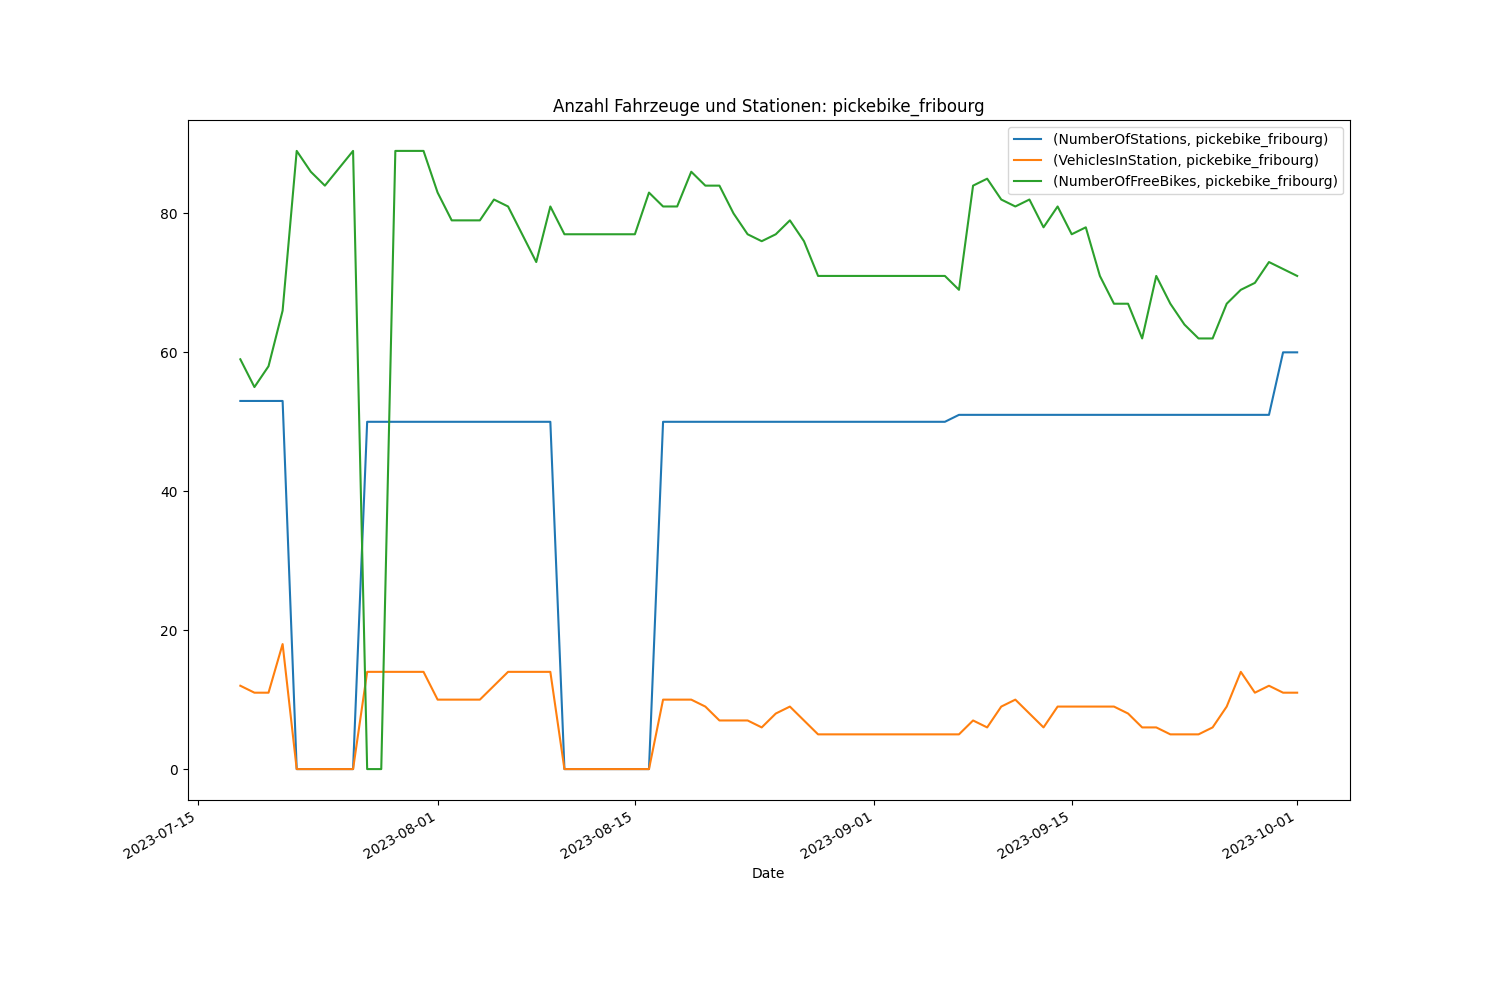 Anzahl Fahrzeuge und Stationen: pickebike_fribourg
(NumberOfStations, pickebike_fribourg)
(VehiclesInStation, pickebike_fribourg)
(NumberOfFreeBikes, pickebike_fribourg)
80
60
40
20
0
2023-07-15
2023-08-01
2023-08-15
2023-09-01
2023-09-15
2023-10-01
Date